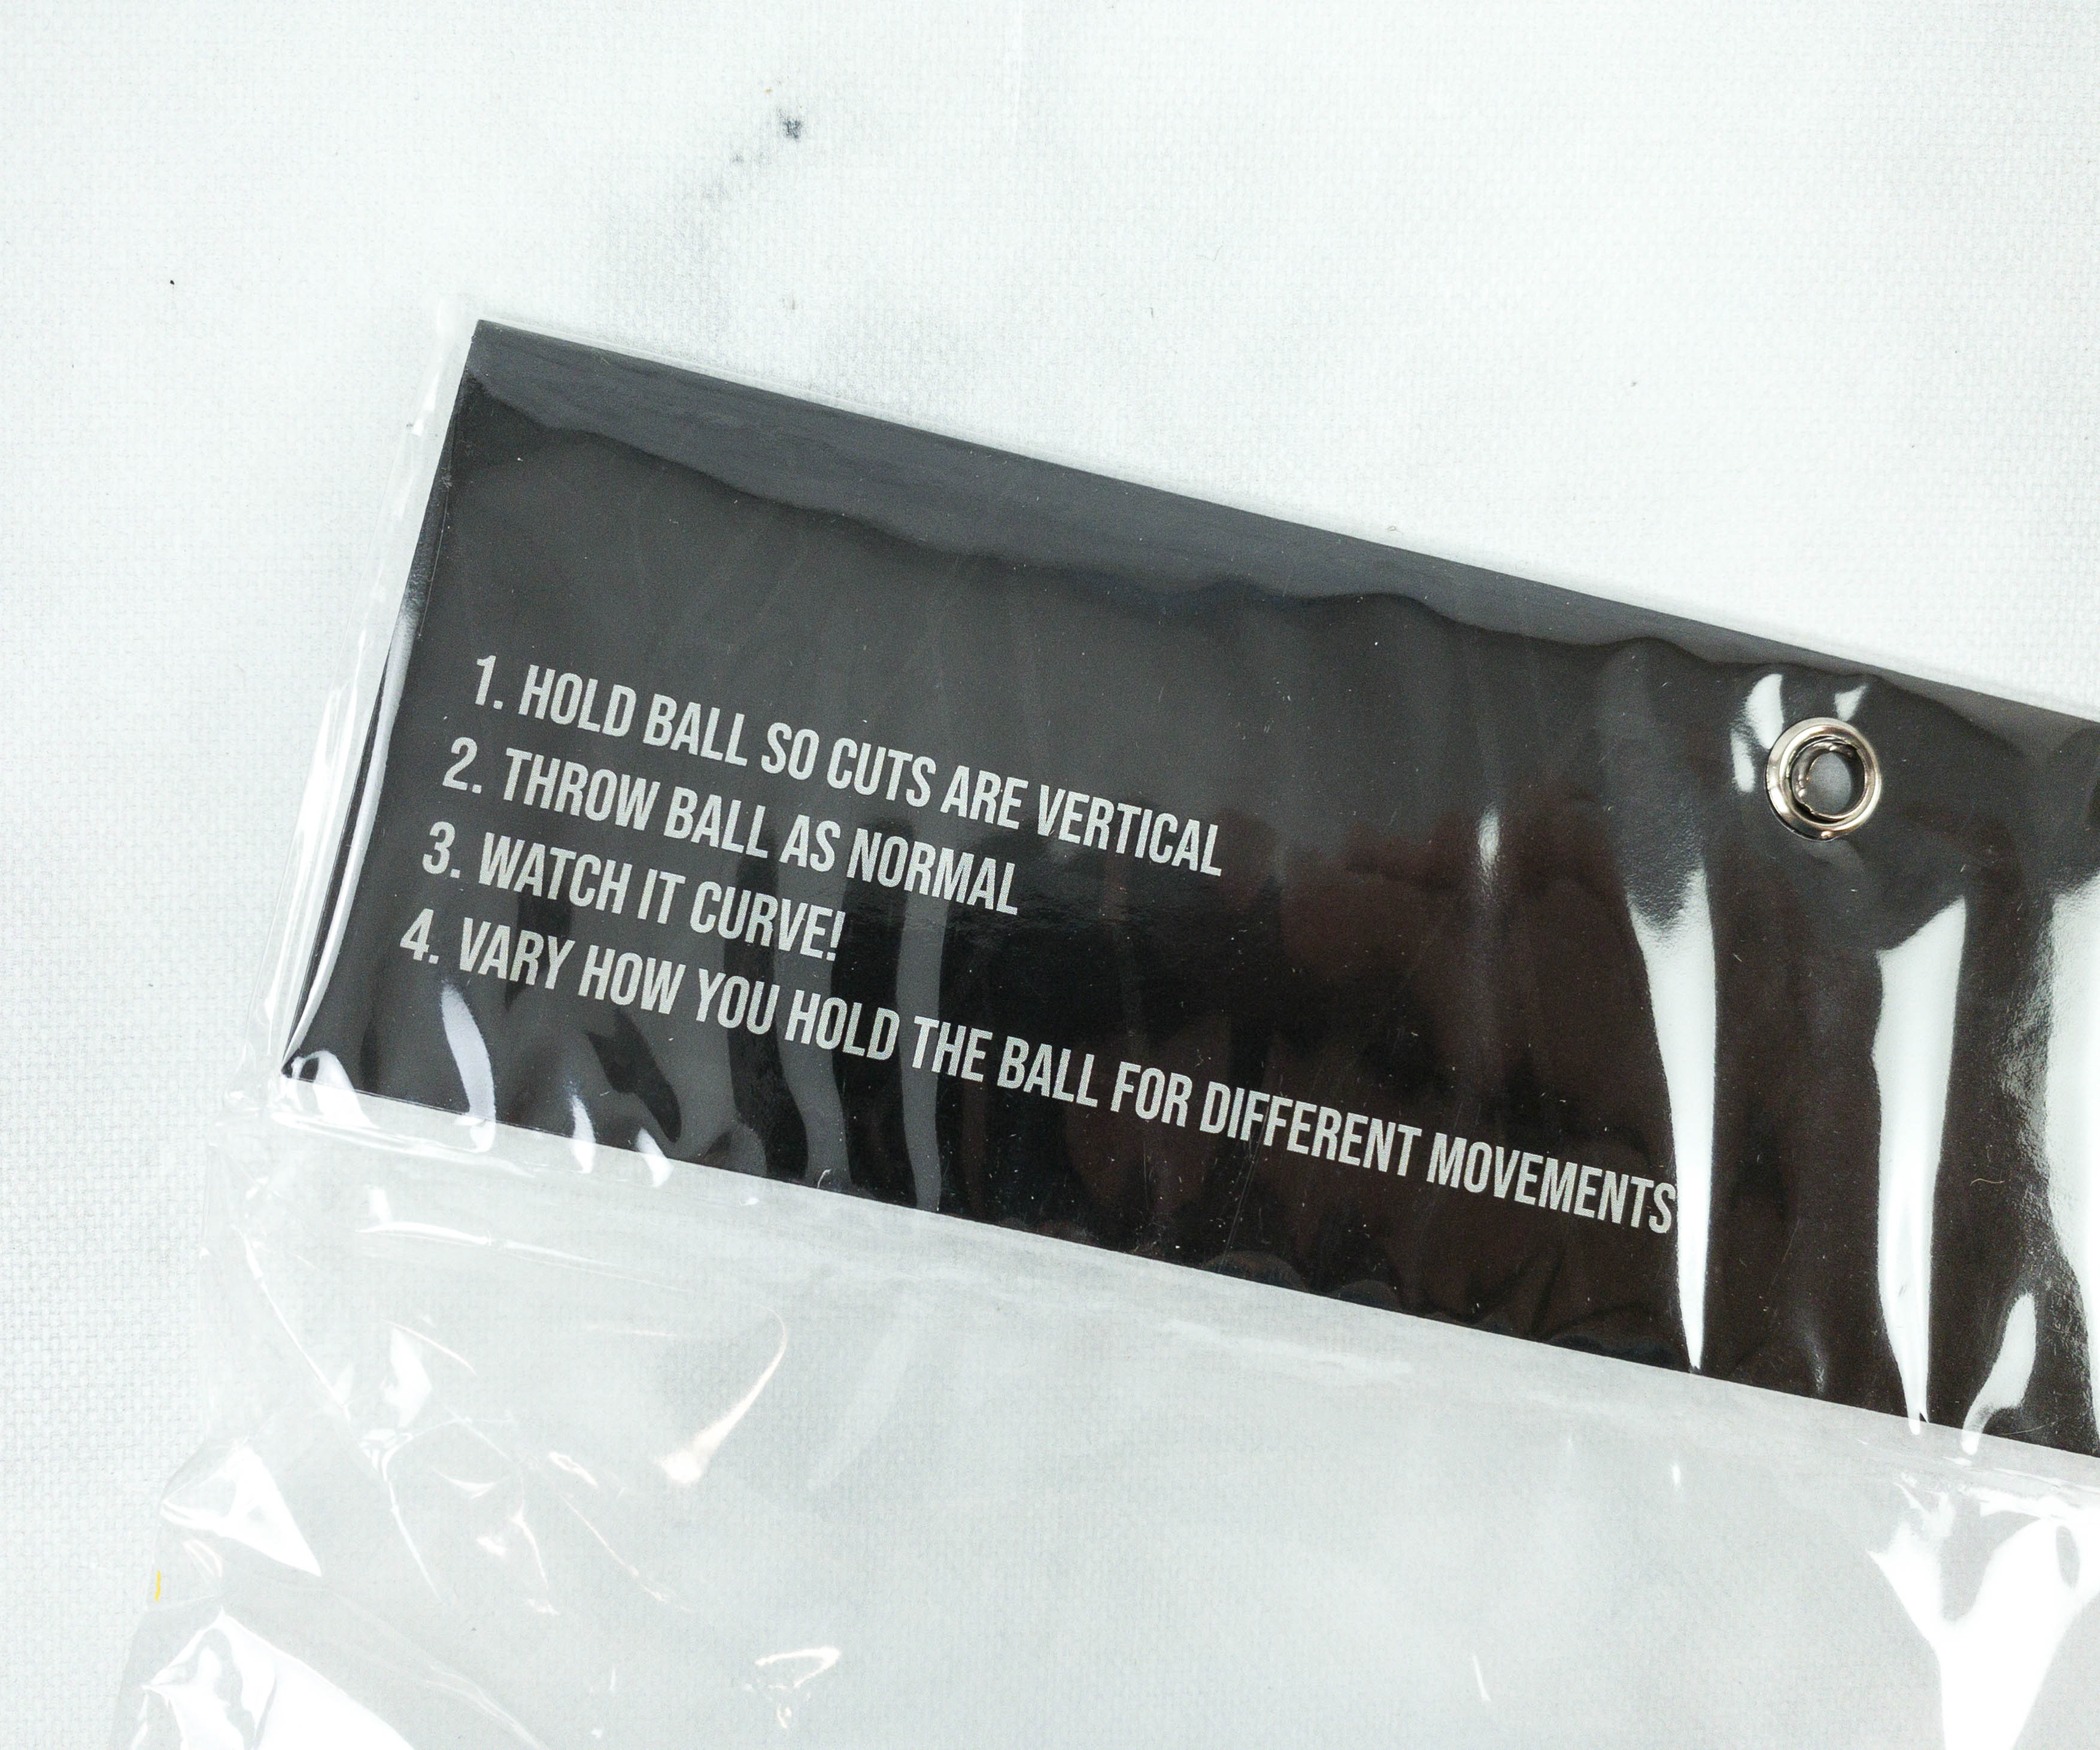 1. HOLD BALL SO CUTS ARE VERTICAL
2. THROW BALL AS NORMAL
3. WATCH IT CURVE!
4. VARY HOW YOU HOLD THE BALL FOR DIFFERENT MOVEMENTS